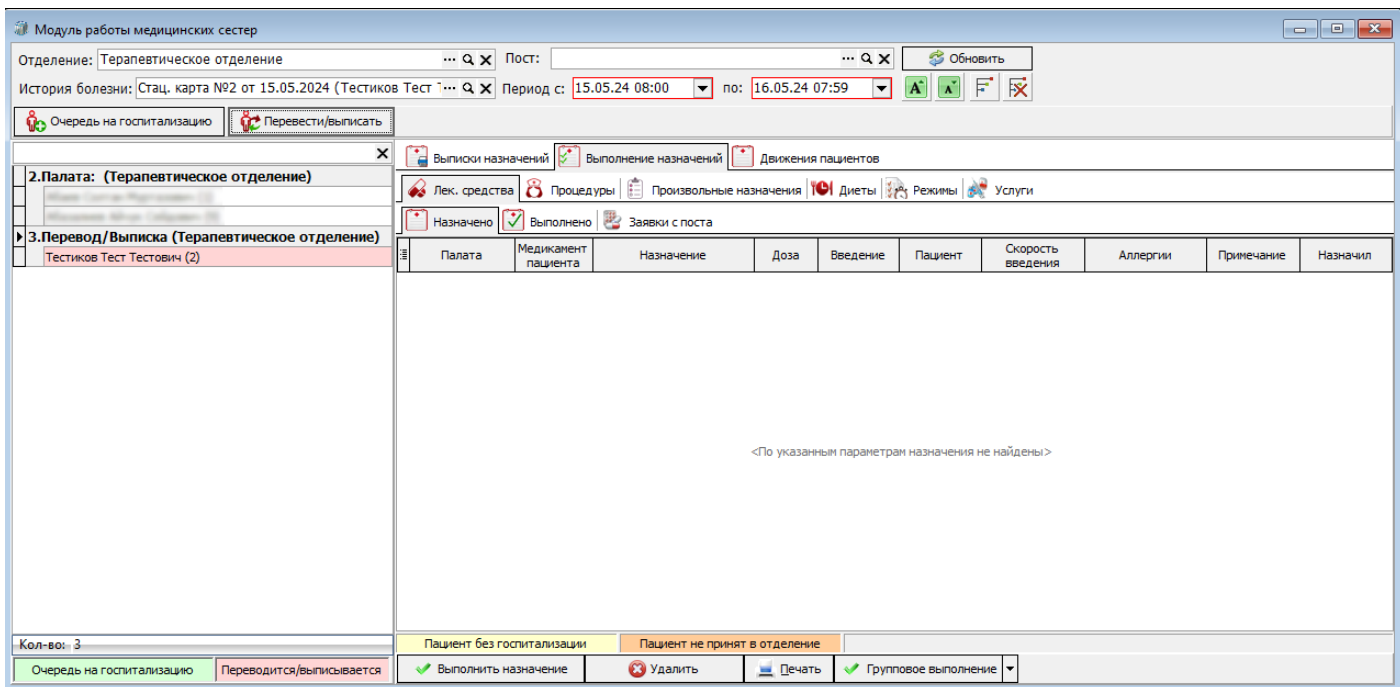 Модуль работы медицинских сестер
Отделение: Терапевтическое отделение ... Пост: ... Обновить
История болезни: Стац. карта №2 от 15.05.2024 (Тестиков Тест ... Период с: 15.05.24 08:00 по: 16.05.24 07:59
Очередь на госпитализацию Перевести/выписать
Выписки назначений Выполнение назначений Движения пациентов
2.Палата: (Терапевтическое отделение)
Лек. средства Процедуры Произвольные назначения Диеты Режимы Услуги
Назначено Выполнено Заявки с поста
3.Перевод/Выписка (Терапевтическое отделение)
Тестиков Тест Тестович (2)
Палата Медикамент пациента Назначение Доза Введение Пациент Скорость введения Аллергии Примечание Назначил
<По указанным параметрам назначения не найдены>
Кол-во: 3
Пациент без госпитализации Пациент не принят в отделение
Очередь на госпитализацию Переводится/выписывается
Выполнить назначение Удалить Печать Групповое выполнение